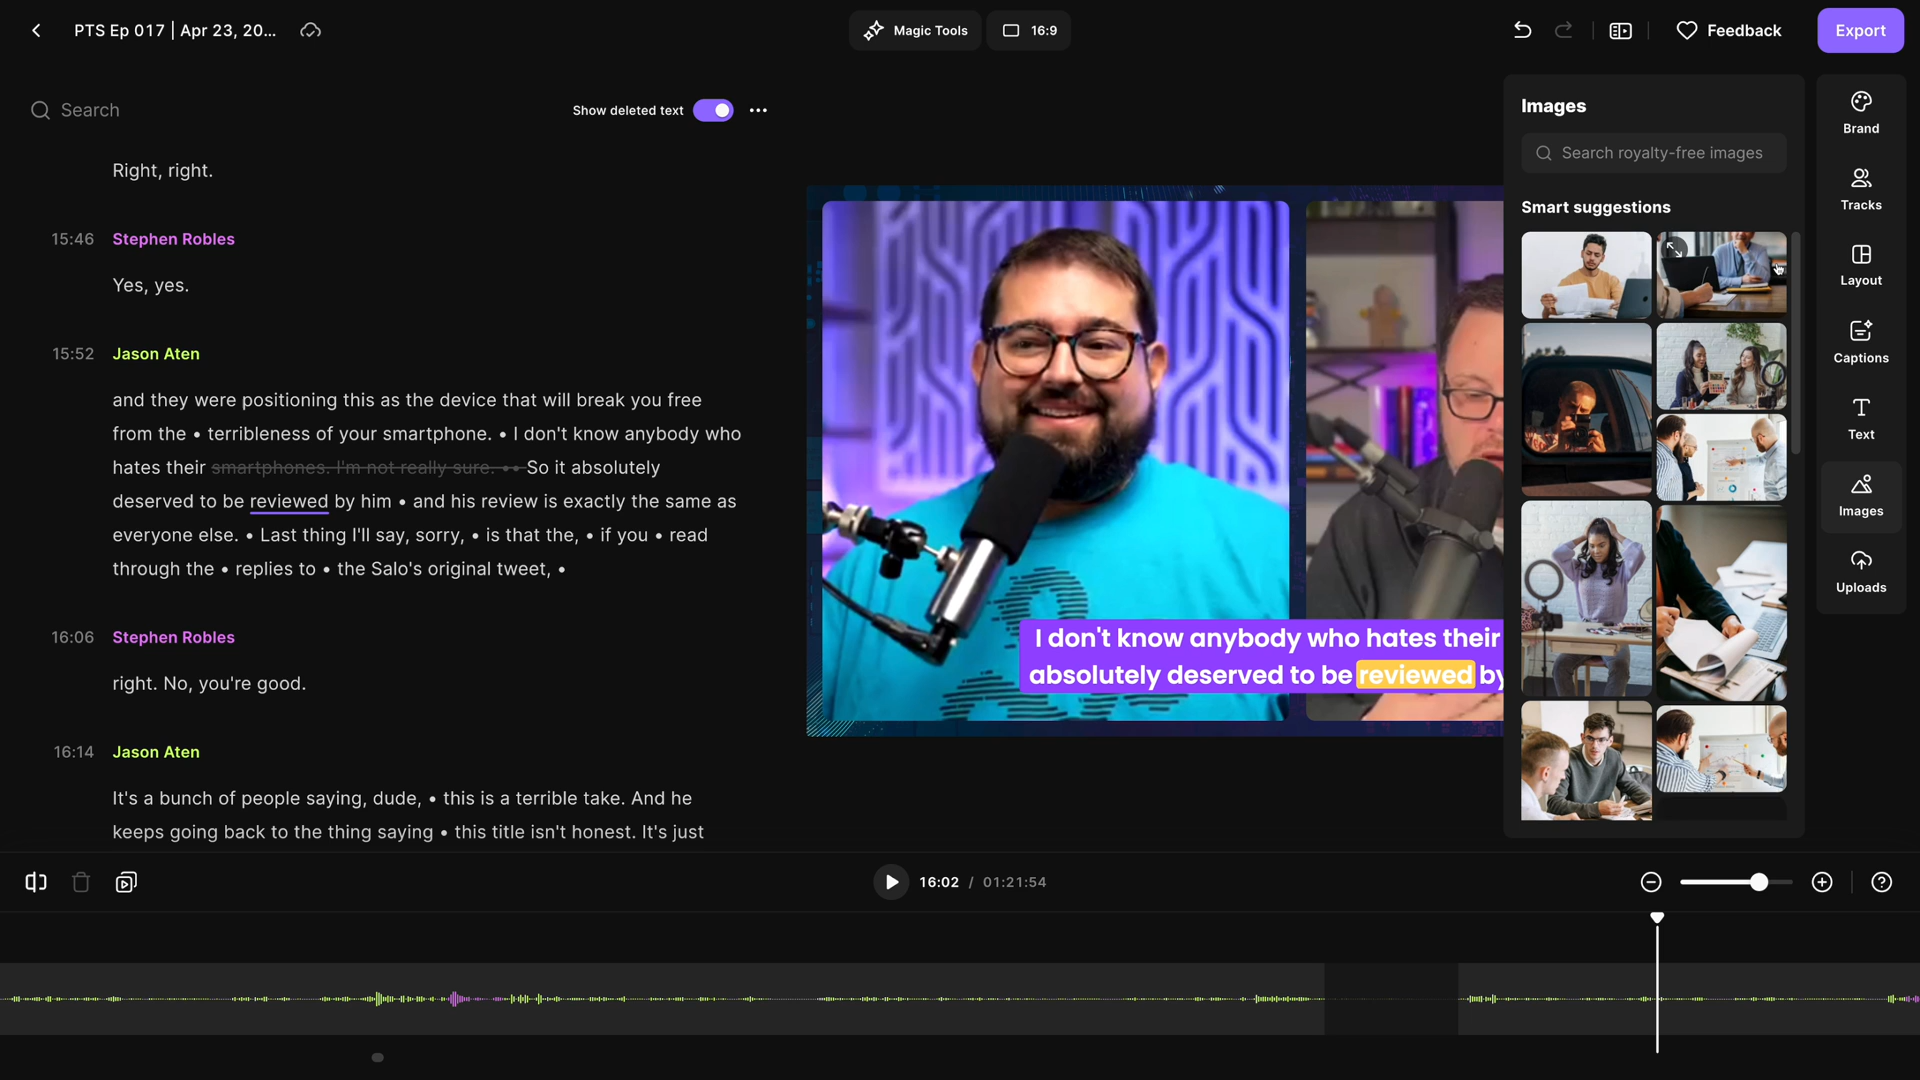 PTS Ep 017 | Apr 23, 20...
Magic Tools
16:9
Feedback
Export
Search
Show deleted text
Right, right.
15:46 Stephen Robles
Yes, yes.
15:52 Jason Aten
and they were positioning this as the device that will break you free
from the • terribleness of your smartphone. • I don't know anybody who
hates their smartphones. I'm not really sure. •• So it absolutely
deserved to be reviewed by him • and his review is exactly the same as
everyone else. • Last thing I'll say, sorry, • is that the, • if you • read
through the • replies to • the Salo's original tweet, •
16:06 Stephen Robles
right. No, you're good.
16:14 Jason Aten
It's a bunch of people saying, dude, • this is a terrible take. And he
keeps going back to the thing saying • this title isn't honest. It's just
I don't know anybody who hates their
absolutely deserved to be reviewed by
Images
Search royalty-free images
Smart suggestions
Brand
Tracks
Layout
Captions
Text
Images
Uploads
16:02 / 01:21:54